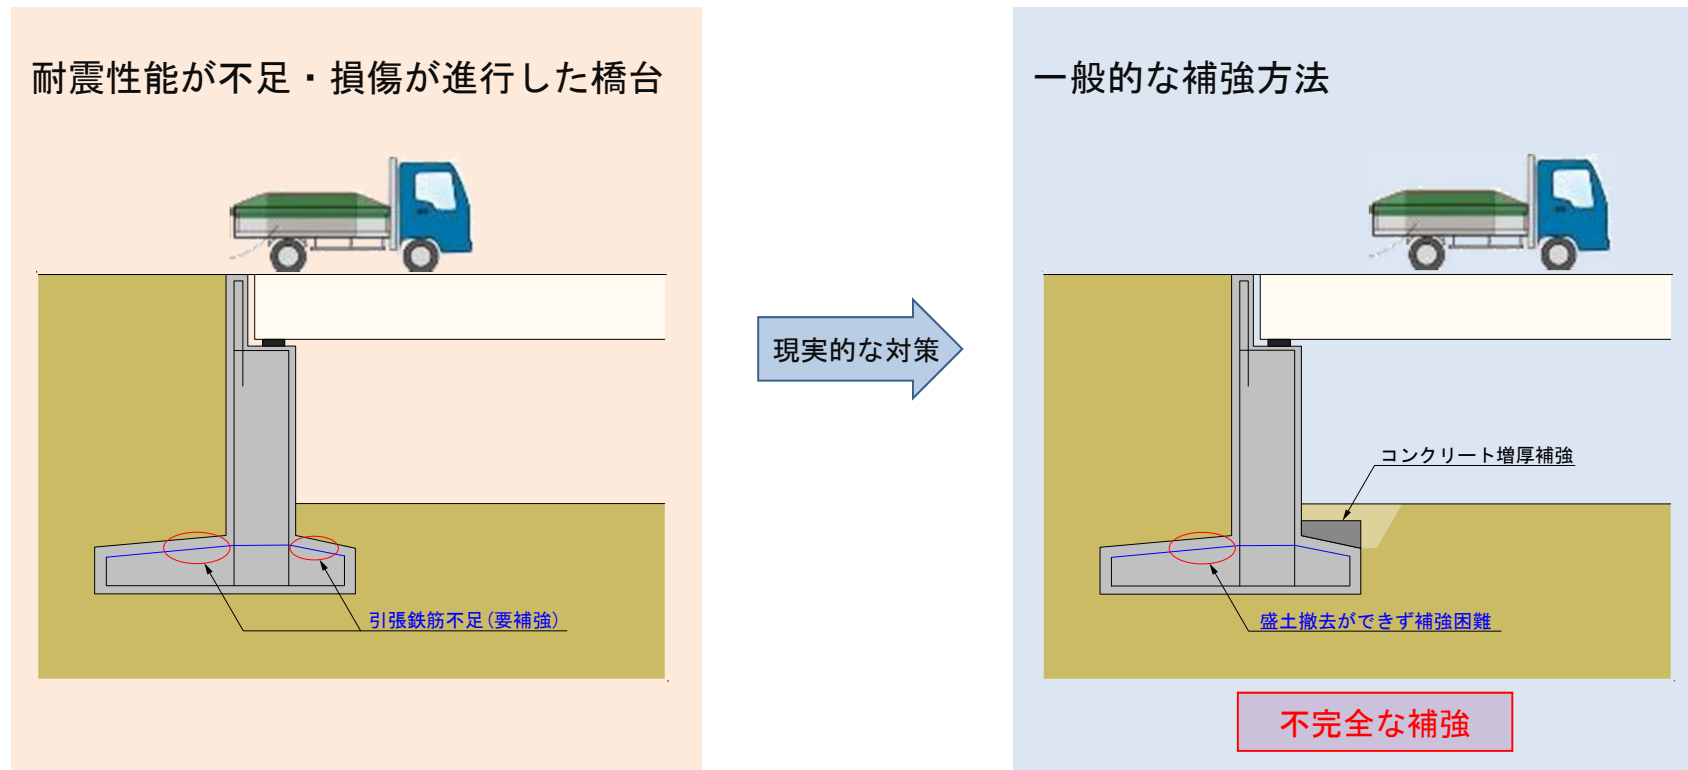 耐震性能が不足・損傷が進行した橋台
引張鉄筋不足(要補強)
現実的な対策
一般的な補強方法
コンクリート増厚補強
盛土撤去ができず補強困難
不完全な補強